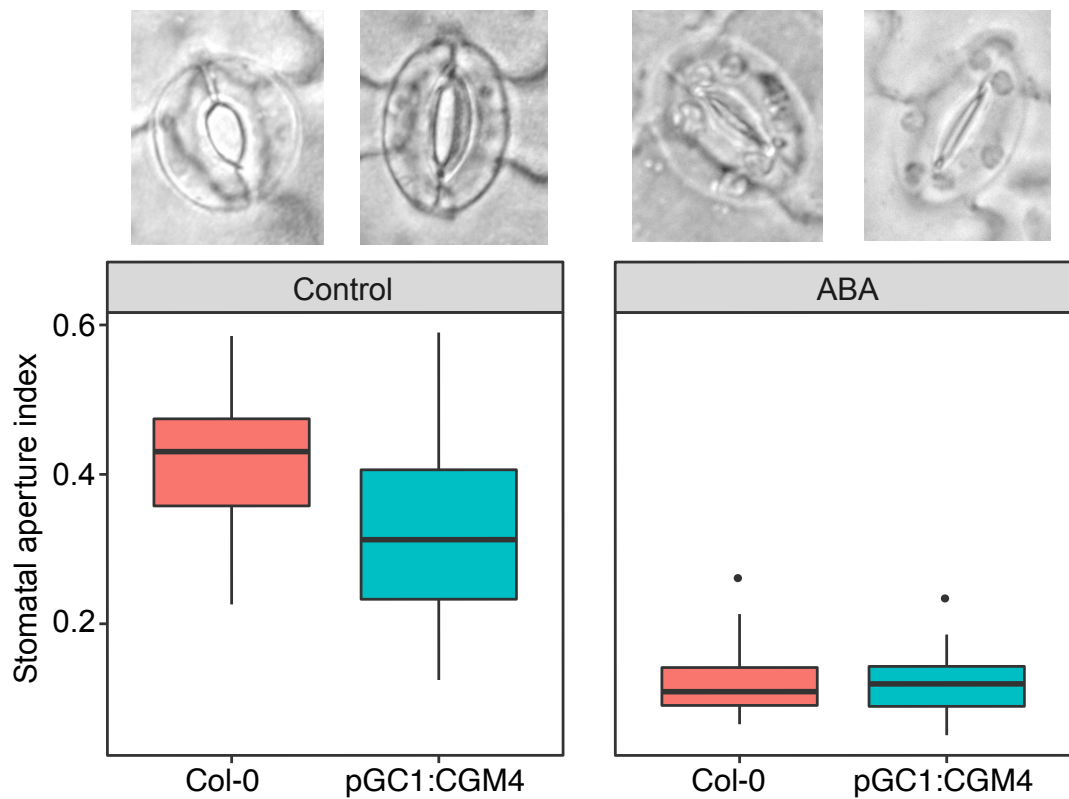 Control
ABA
Stomatal aperture index
0.6
0.4
0.2
Col-0
pGC1:CGM4
Col-0
pGC1:CGM4